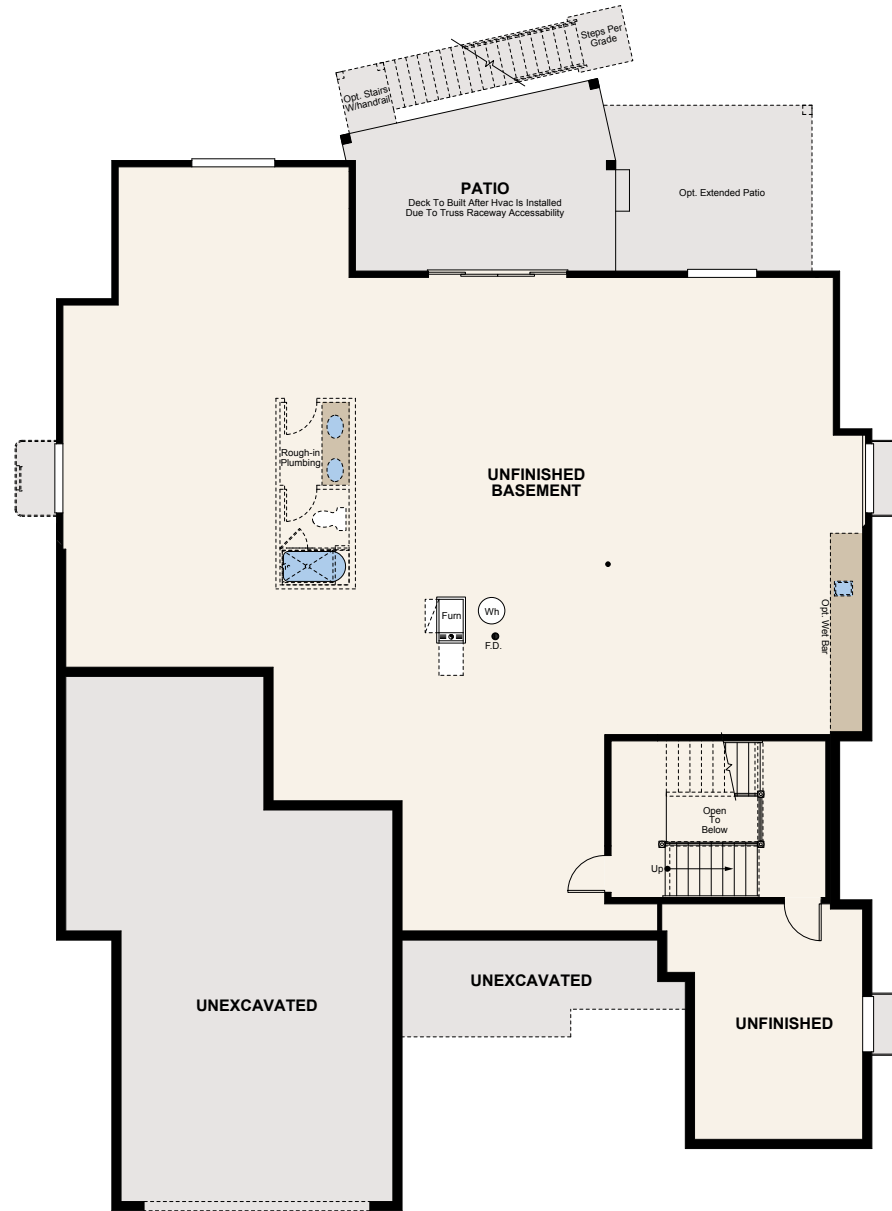 Steps Per
Grade
Opt. Stairs
W/handrail
PATIO
Deck To Built After Hvac Is Installed
Due To Truss Raceway Accessability
Opt. Extended Patio
Rough-in
Plumbing
UNFINISHED
BASEMENT
Furn
Wh
F.D.
Opt. Wet Bar
Open
To
Below
Up
UNEXCAVATED
UNEXCAVATED
UNFINISHED